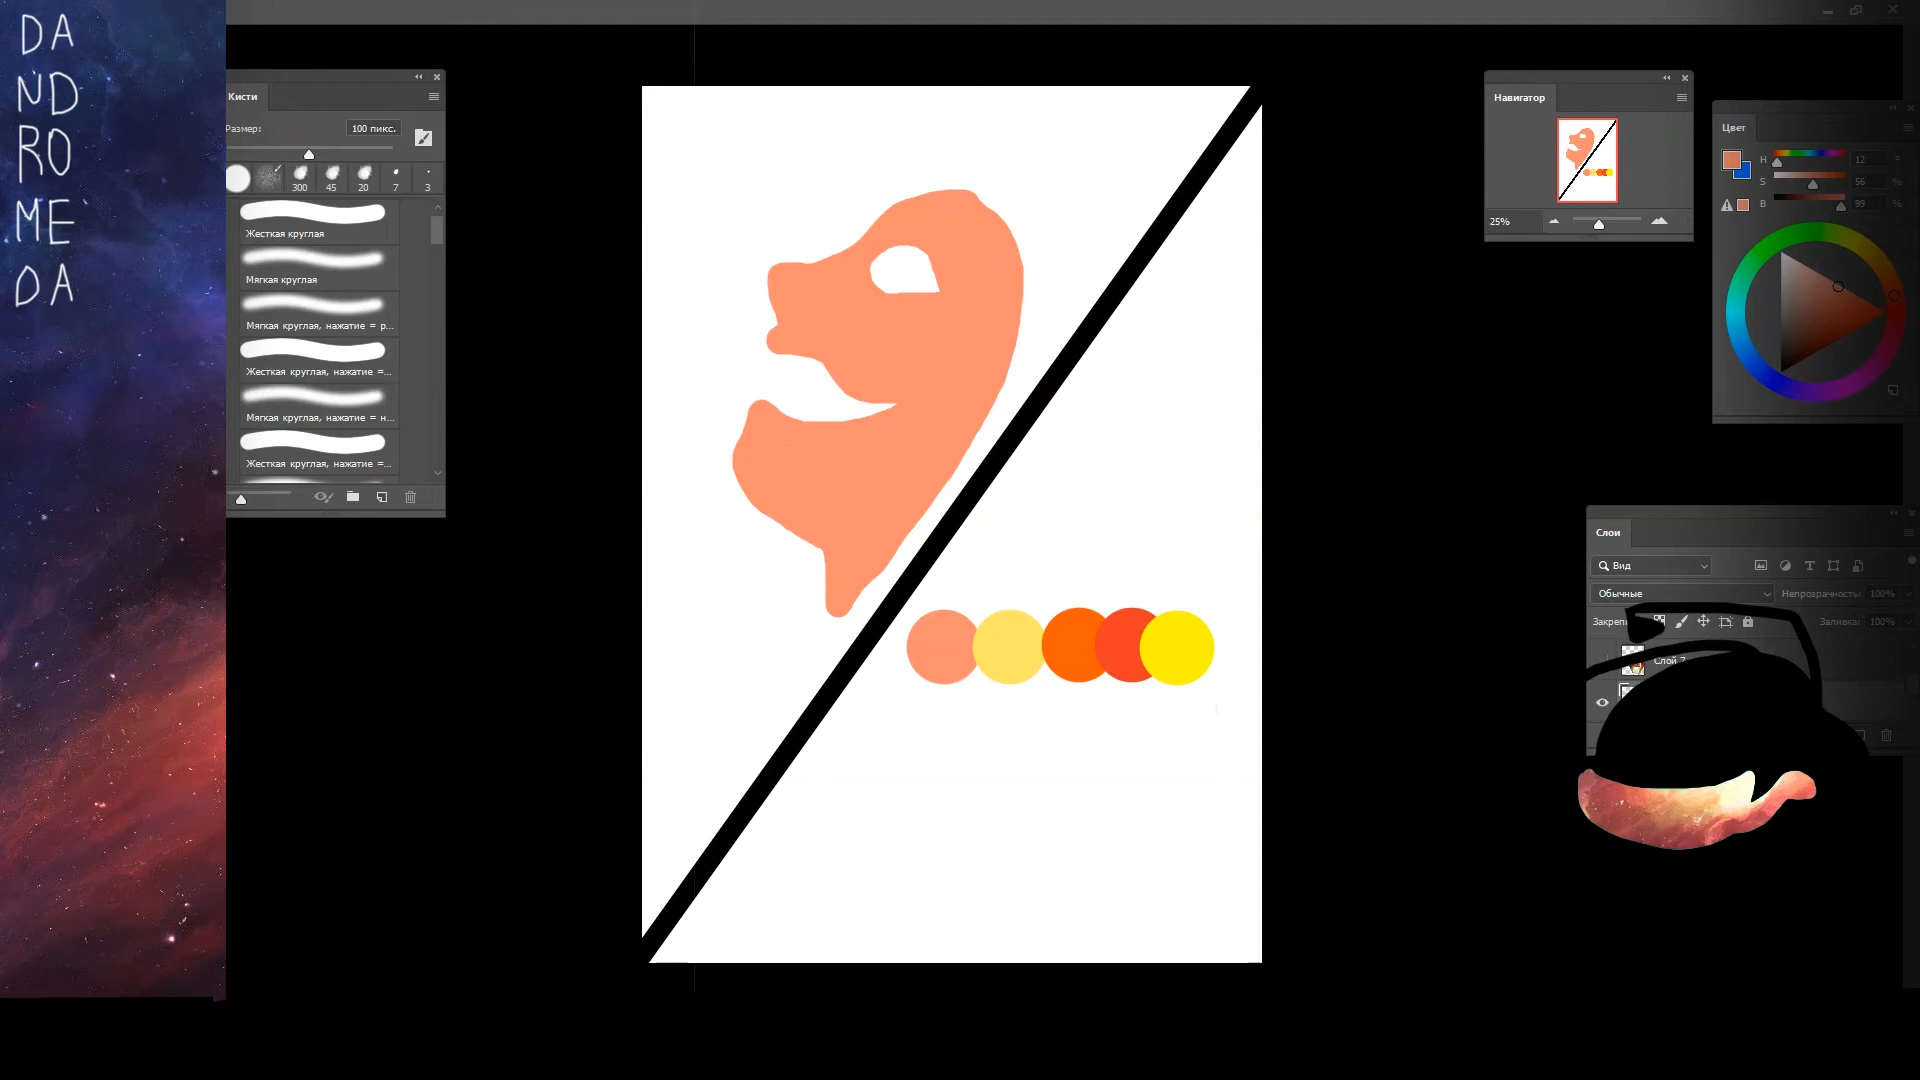 DA
ND
RO
ME
DA
Кисти
Размер:
100 пикс.
300 45 20 7 3
Жесткая круглая
Мягкая круглая
Мягкая круглая, нажатие = р...
Жесткая круглая, нажатие =...
Мягкая круглая, нажатие = н...
Жесткая круглая, нажатие =...
Навигатор
25%
Цвет
H 12 °
S 56 %
B 99 %
Слои
Вид
Обычные Непрозрачность: 100%
Закреп Заливка: 100%
Слой 7